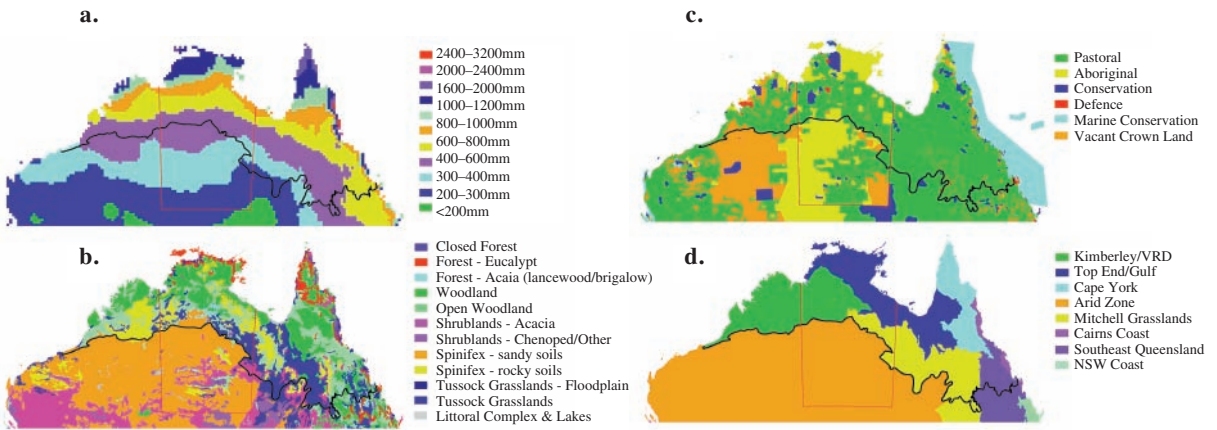 a.
2400–3200mm
2000–2400mm
1600–2000mm
1000–1200mm
800–1000mm
600–800mm
400–600mm
300–400mm
200–300mm
<200mm
b.
Closed Forest
Forest - Eucalypt
Forest - Acaia (lancewood/brigalow)
Woodland
Open Woodland
Shrublands - Acacia
Shrublands - Chenoped/Other
Spinifex - sandy soils
Spinifex - rocky soils
Tussock Grasslands - Floodplain
Tussock Grasslands
Littoral Complex & Lakes
c.
Pastoral
Aboriginal
Conservation
Defence
Marine Conservation
Vacant Crown Land
d.
Kimberley/VRD
Top End/Gulf
Cape York
Arid Zone
Mitchell Grasslands
Cairns Coast
Southeast Queensland
NSW Coast